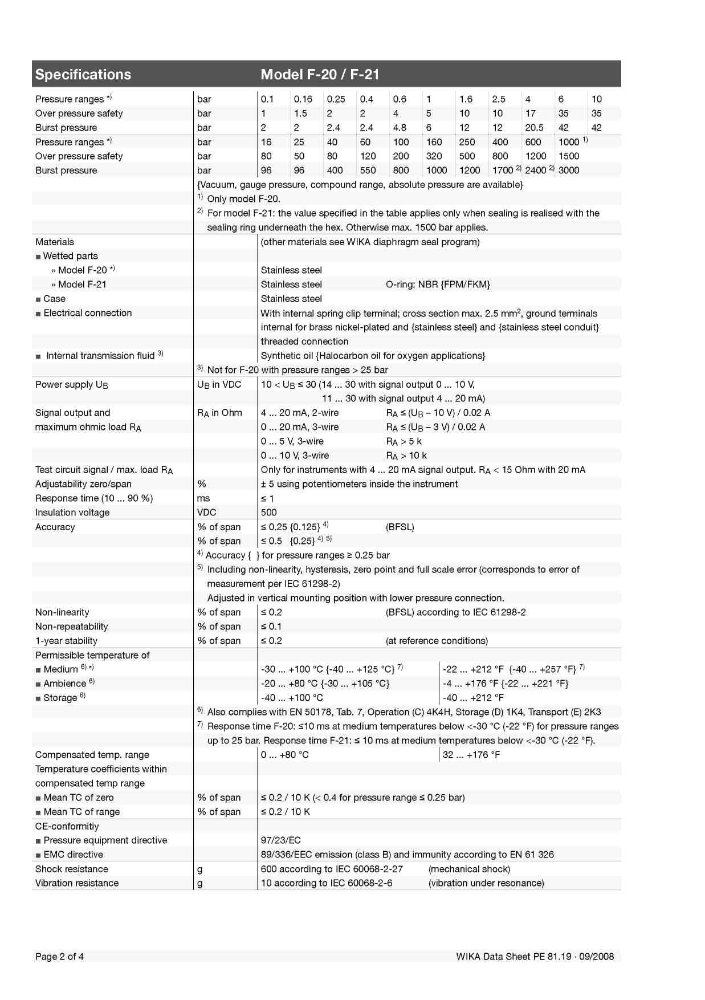 Specifications Model F-20 / F-21
Pressure ranges *) bar 0.1 0.16 0.25 0.4 0.6 1 1.6 2.5 4 6 10
Over pressure safety bar 1 1.5 2 2 4 5 10 10 17 35 35
Burst pressure bar 2 2 2.4 2.4 4.8 6 12 12 20.5 42 42
Pressure ranges *) bar 16 25 40 60 100 160 250 400 600 1000 1)
Over pressure safety bar 80 50 80 120 200 320 500 800 1200 1500
Burst pressure bar 96 96 400 550 800 1000 1200 1700 2) 2400 2) 3000
{Vacuum, gauge pressure, compound range, absolute pressure are available}
1) Only model F-20.
2) For model F-21: the value specified in the table applies only when sealing is realised with the
sealing ring underneath the hex. Otherwise max. 1500 bar applies.
Materials (other materials see WIKA diaphragm seal program)
■ Wetted parts
» Model F-20 *) Stainless steel
» Model F-21 Stainless steel O-ring: NBR {FPM/FKM}
■ Case Stainless steel
■ Electrical connection With internal spring clip terminal; cross section max. 2.5 mm², ground terminals
internal for brass nickel-plated and {stainless steel} and {stainless steel conduit}
threaded connection
■ Internal transmission fluid 3) Synthetic oil {Halocarbon oil for oxygen applications}
3) Not for F-20 with pressure ranges > 25 bar
Power supply UB UB in VDC 10 < UB ≤ 30 (14 ... 30 with signal output 0 ... 10 V,
11 ... 30 with signal output 4 ... 20 mA)
Signal output and RA in Ohm 4 ... 20 mA, 2-wire RA ≤ (UB – 10 V) / 0.02 A
maximum ohmic load RA 0 ... 20 mA, 3-wire RA ≤ (UB – 3 V) / 0.02 A
0 ... 5 V, 3-wire RA > 5 k
0 ... 10 V, 3-wire RA > 10 k
Test circuit signal / max. load RA Only for instruments with 4 ... 20 mA signal output. RA < 15 Ohm with 20 mA
Adjustability zero/span % ± 5 using potentiometers inside the instrument
Response time (10 ... 90 %) ms ≤ 1
Insulation voltage VDC 500
Accuracy % of span ≤ 0.25 {0.125} 4) (BFSL)
% of span ≤ 0.5 {0.25} 4) 5)
4) Accuracy { } for pressure ranges ≥ 0.25 bar
5) Including non-linearity, hysteresis, zero point and full scale error (corresponds to error of
measurement per IEC 61298-2)
Adjusted in vertical mounting position with lower pressure connection.
Non-linearity % of span ≤ 0.2 (BFSL) according to IEC 61298-2
Non-repeatability % of span ≤ 0.1
1-year stability % of span ≤ 0.2 (at reference conditions)
Permissible temperature of
■ Medium 6) *) -30 ... +100 °C {-40 ... +125 °C} 7) -22 ... +212 °F {-40 ... +257 °F} 7)
■ Ambience 6) -20 ... +80 °C {-30 ... +105 °C} -4 ... +176 °F {-22 ... +221 °F}
■ Storage 6) -40 ... +100 °C -40 ... +212 °F
6) Also complies with EN 50178, Tab. 7, Operation (C) 4K4H, Storage (D) 1K4, Transport (E) 2K3
7) Response time F-20: ≤10 ms at medium temperatures below <-30 °C (-22 °F) for pressure ranges
up to 25 bar. Response time F-21: ≤ 10 ms at medium temperatures below <-30 °C (-22 °F).
Compensated temp. range 0 ... +80 °C 32 ... +176 °F
Temperature coefficients within
compensated temp range
■ Mean TC of zero % of span ≤ 0.2 / 10 K (< 0.4 for pressure range ≤ 0.25 bar)
■ Mean TC of range % of span ≤ 0.2 / 10 K
CE-conformitiy
■ Pressure equipment directive 97/23/EC
■ EMC directive 89/336/EEC emission (class B) and immunity according to EN 61 326
Shock resistance g 600 according to IEC 60068-2-27 (mechanical shock)
Vibration resistance g 10 according to IEC 60068-2-6 (vibration under resonance)
Page 2 of 4 WIKA Data Sheet PE 81.19 · 09/2008